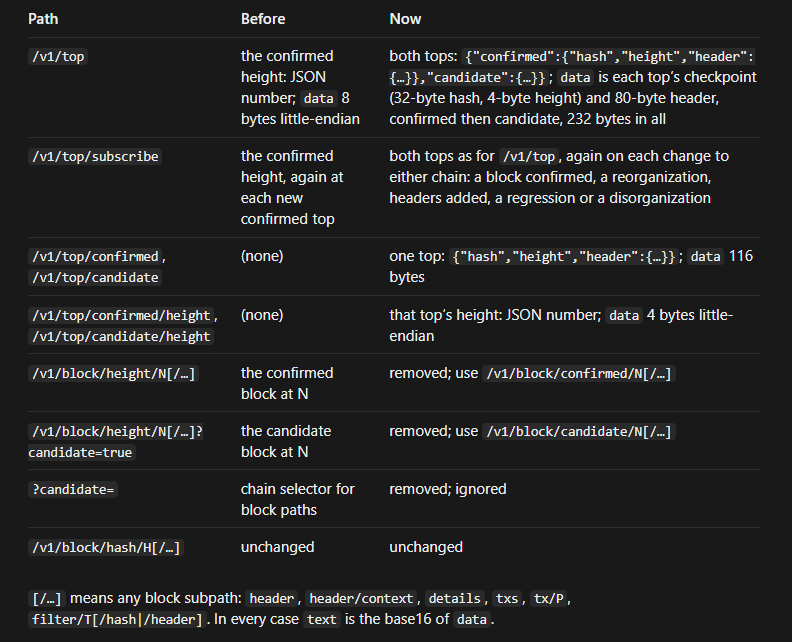 Path Before Now
/v1/top the confirmed both tops: {"confirmed":{"hash","height","header":
height: JSON {…}},"candidate":{…}}; data is each top's checkpoint
number; data 8 (32-byte hash, 4-byte height) and 80-byte header,
bytes little-endian confirmed then candidate, 232 bytes in all
/v1/top/subscribe the confirmed both tops as for /v1/top, again on each change to
height, again at either chain: a block confirmed, a reorganization,
each new headers added, a regression or a disorganization
confirmed top
/v1/top/confirmed, (none) one top: {"hash","height","header":{…}}; data 116
/v1/top/candidate bytes
/v1/top/confirmed/height, (none) that top's height: JSON number; data 4 bytes little-
/v1/top/candidate/height endian
/v1/block/height/N[/…] the confirmed removed; use /v1/block/confirmed/N[/…]
block at N
/v1/block/height/N[/…]? the candidate removed; use /v1/block/candidate/N[/…]
candidate=true block at N
?candidate= chain selector for removed; ignored
block paths
/v1/block/hash/H[/…] unchanged unchanged
[/…] means any block subpath: header, header/context, details, txs, tx/P,
filter/T[/hash|/header]. In every case text is the base16 of data.